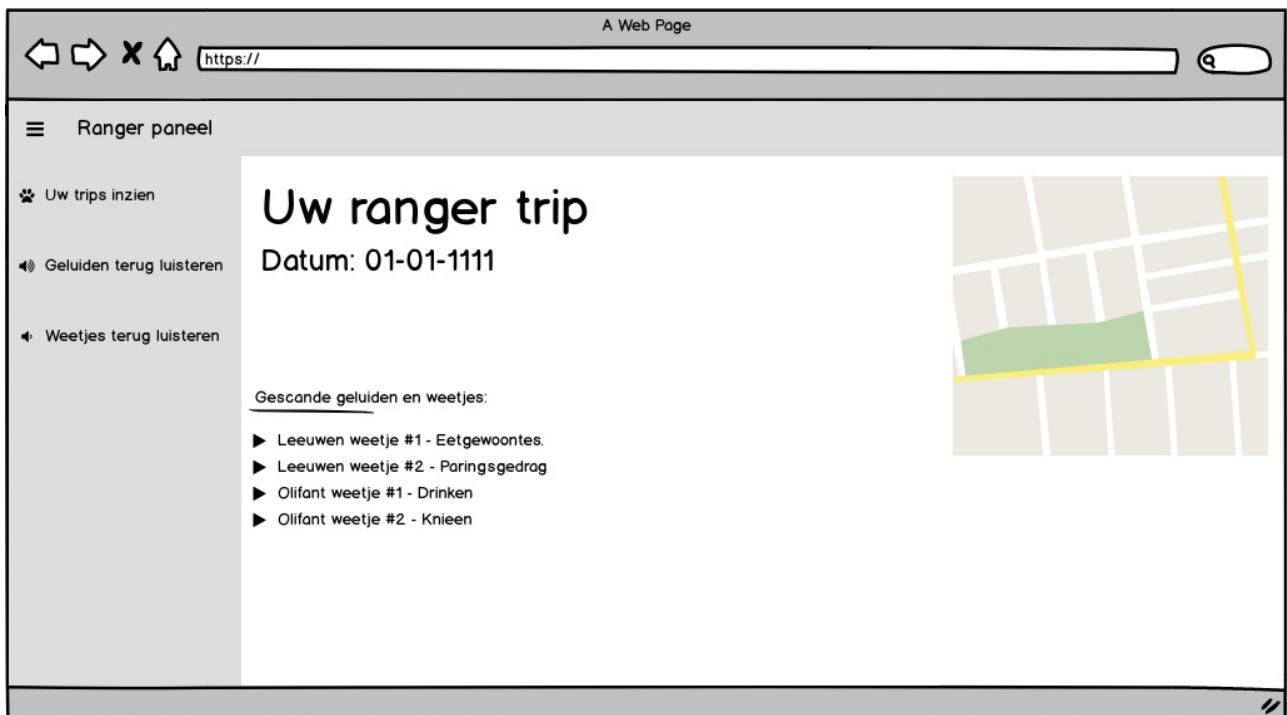 A Web Page
https://
Ranger paneel
Uw trips inzien
Geluiden terug luisteren
Weetjes terug luisteren
Uw ranger trip
Datum: 01-01-1111
Gescande geluiden en weetjes:
Leeuwen weetje #1 - Eetgewoontes.
Leeuwen weetje #2 - Paringsgedrag
Olifant weetje #1 - Drinken
Olifant weetje #2 - Knieen